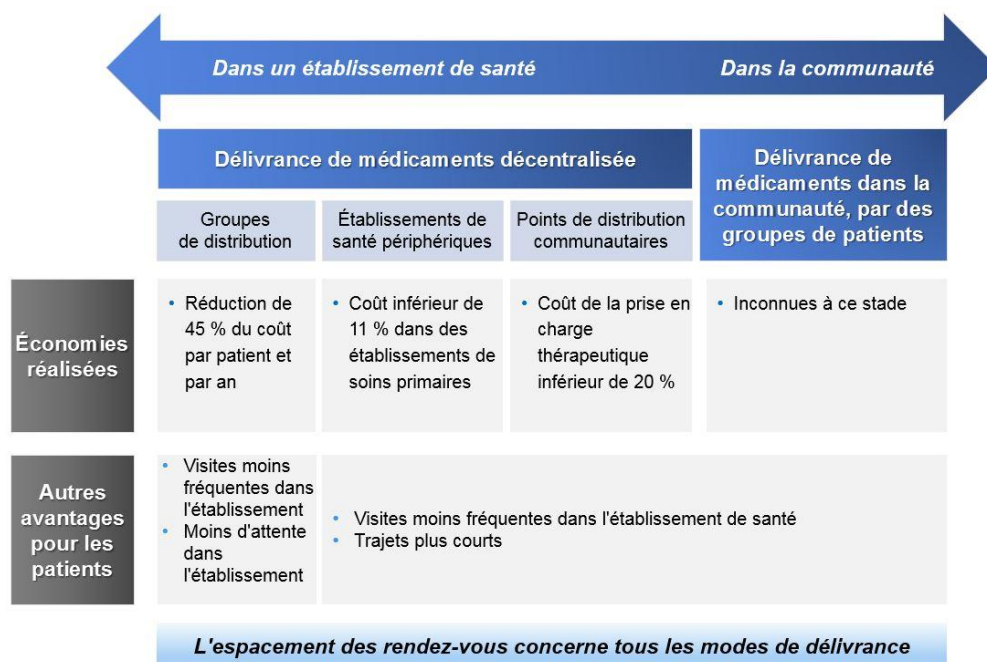 Dans un établissement de santé
Dans la communauté
Délivrance de médicaments décentralisée
Délivrance de
médicaments dans la
communauté, par des
groupes de patients
Groupes
de distribution
Établissements de
santé périphériques
Points de distribution
communautaires
Économies
réalisées
• Réduction de
45 % du coût
par patient et
par an
• Coût inférieur de
11 % dans des
établissements de
soins primaires
• Coût de la prise en
charge
thérapeutique
inférieur de 20 %
• Inconnues à ce stade
Autres
avantages
pour les
patients
• Visites moins
fréquentes dans
l'établissement
• Moins d'attente
dans
l'établissement
• Visites moins fréquentes dans l'établissement de santé
• Trajets plus courts
L'espacement des rendez-vous concerne tous les modes de délivrance